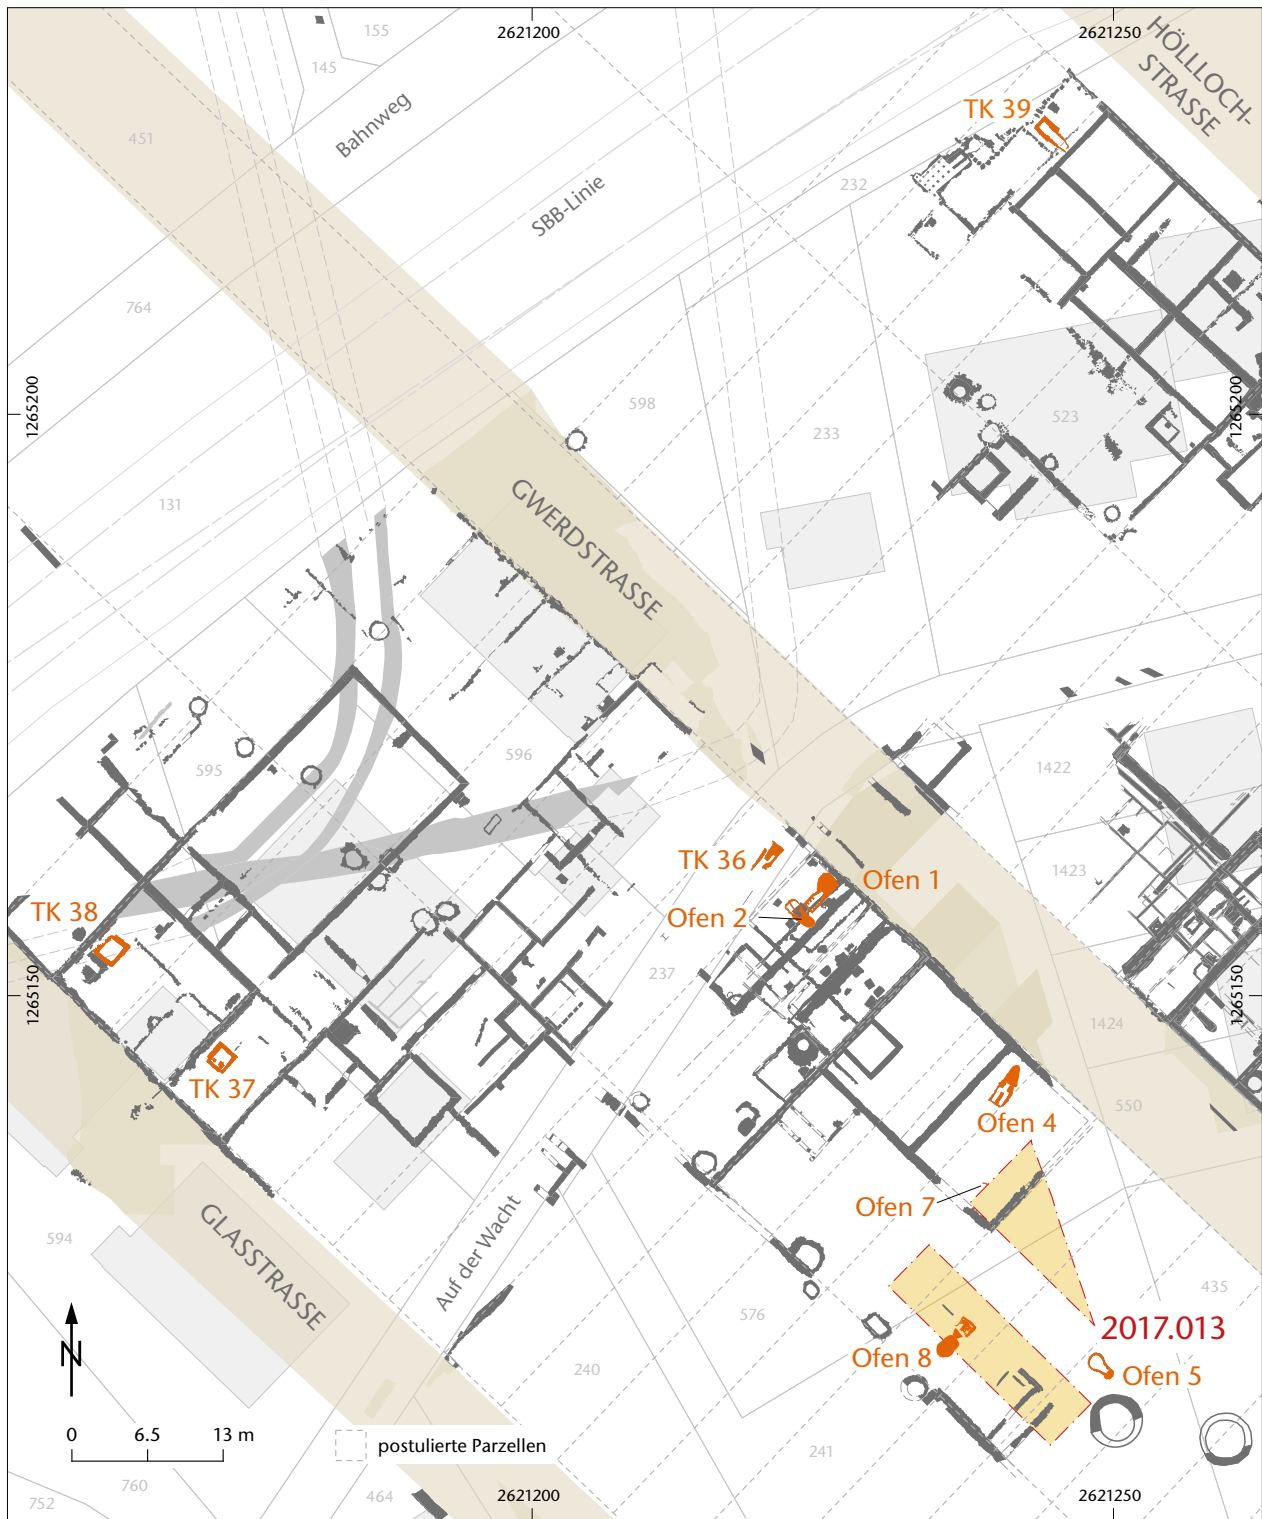 2621200
2621250
155
145
HÖLLLOCH-
STRASSE
TK 39
Bahnweg
451
SBB-Linie
232
764
1265200
598
233
523
1265200
131
GWERDSTRASSE
595
596
1422
TK 36
Ofen 1
1423
TK 38
Ofen 2
237
1265150
1265150
1424
TK 37
550
Ofen 4
Ofen 7
GLASSTRASSE
Auf der Wacht
594
435
576
2017.013
Ofen 8
Ofen 5
240
N
0 6.5 13 m
postulierte Parzellen
241
760
752
464
2621200
2621250